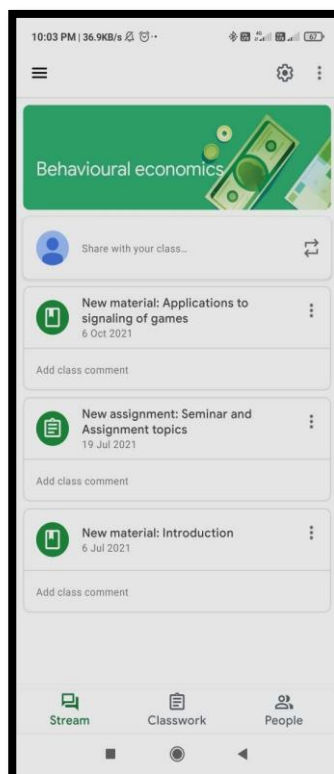 10:03 PM | 36.9KB/s
4G
67
Behavioural economics
Share with your class...
New material: Applications to
signaling of games
6 Oct 2021
Add class comment
New assignment: Seminar and
Assignment topics
19 Jul 2021
Add class comment
New material: Introduction
6 Jul 2021
Add class comment
Stream
Classwork
People